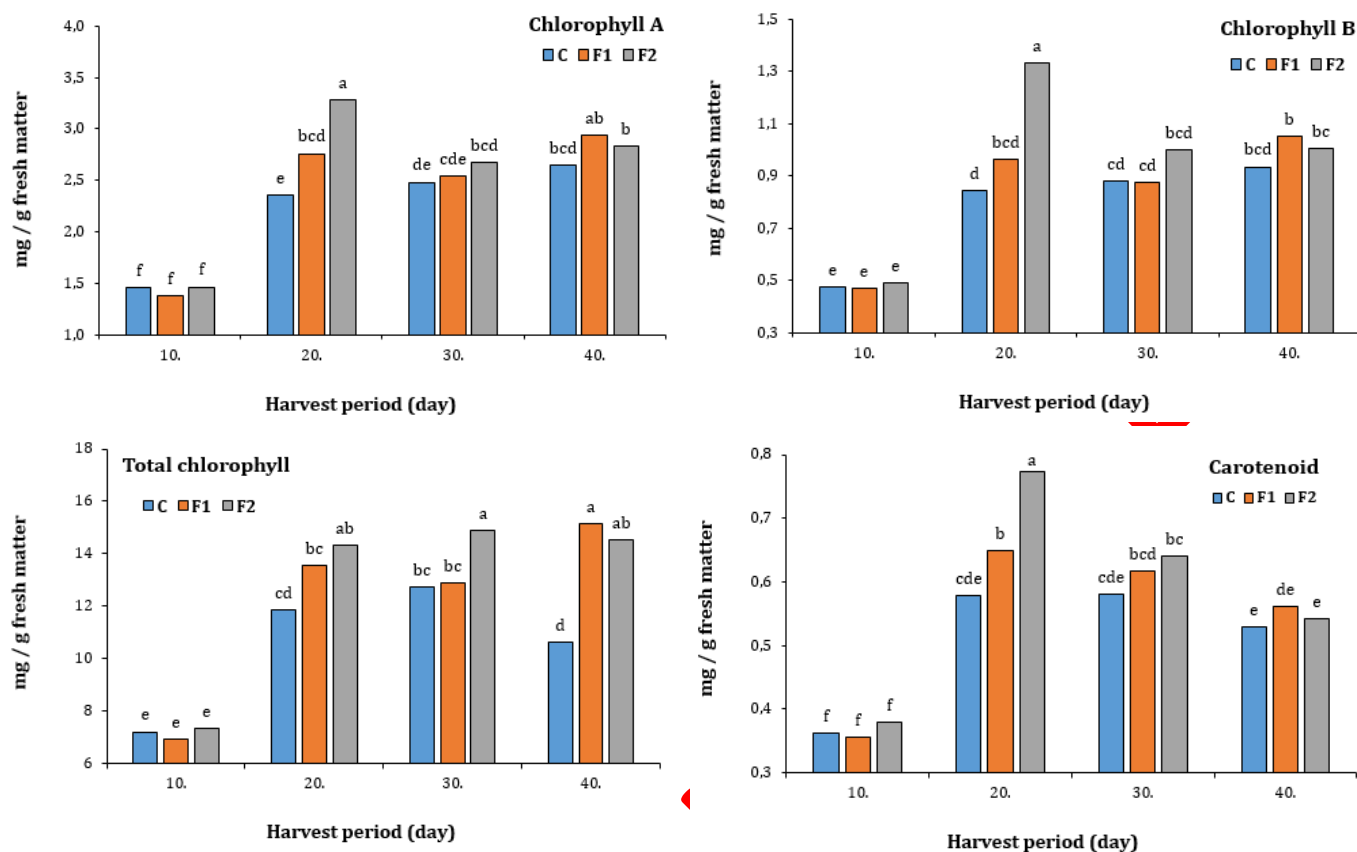 Chlorophyll A
C F1 F2
mg / g fresh matter
4,0
3,5
3,0
2,5
2,0
1,5
1,0
f f f
e bcd a
de cde bcd
bcd ab b
10. 20. 30. 40.
Harvest period (day)
Chlorophyll B
C F1 F2
mg / g fresh matter
1,5
1,3
1,1
0,9
0,7
0,5
0,3
e e e
d bcd a
cd cd bcd
bcd b bc
10. 20. 30. 40.
Harvest period (day)
Total chlorophyll
C F1 F2
mg / g fresh matter
18
16
14
12
10
8
6
e e e
cd bc ab
bc bc a
d a ab
10. 20. 30. 40.
Harvest period (day)
Carotenoid
C F1 F2
mg / g fresh matter
0,8
0,7
0,6
0,5
0,4
0,3
f f f
cde b a
cde bcd bc
e de e
10. 20. 30. 40.
Harvest period (day)